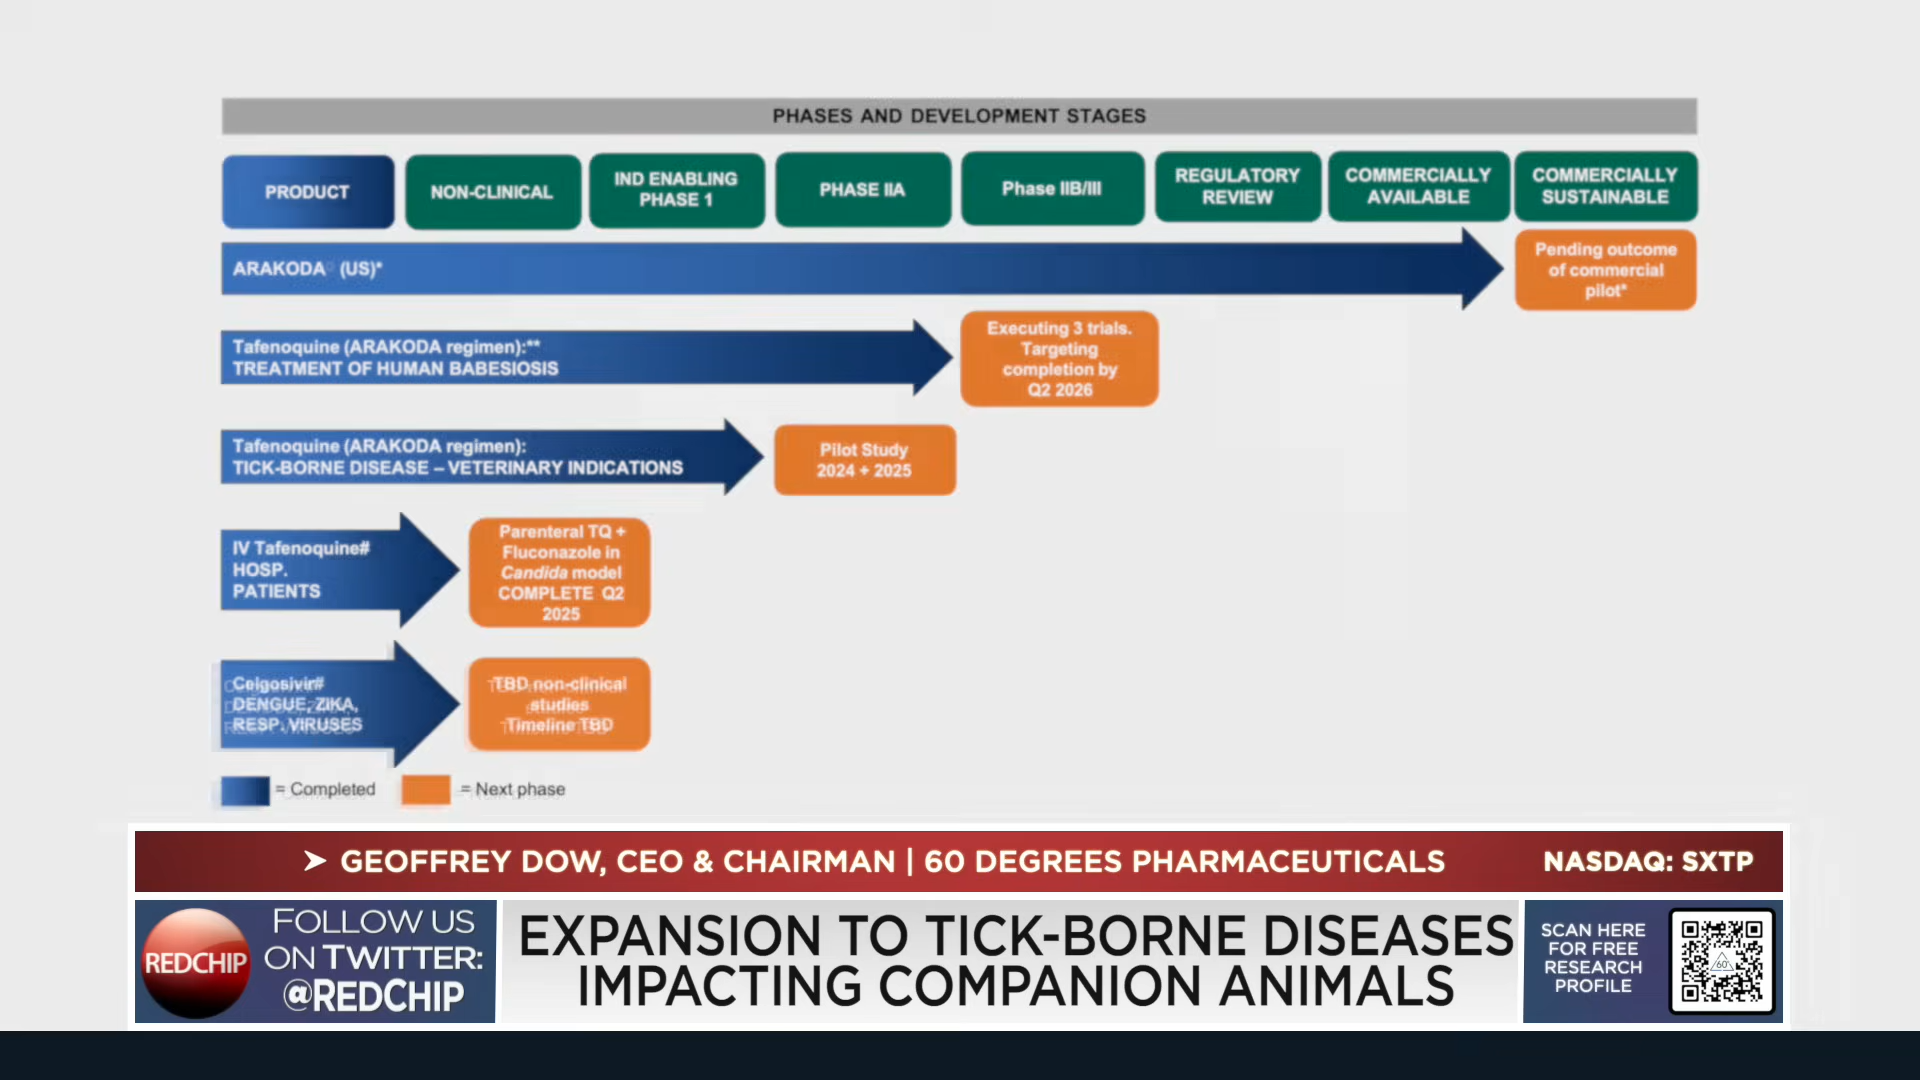 PHASES AND DEVELOPMENT STAGES
PRODUCT
NON-CLINICAL
IND ENABLING
PHASE 1
PHASE IIA
Phase IIB/III
REGULATORY
REVIEW
COMMERCIALLY
AVAILABLE
COMMERCIALLY
SUSTAINABLE
ARAKODA (US)*
Pending outcome
of commercial
pilot*
Tafenoquine (ARAKODA regimen):**
TREATMENT OF HUMAN BABESIOSIS
Executing 3 trials.
Targeting
completion by
Q2 2026
Tafenoquine (ARAKODA regimen):
TICK-BORNE DISEASE – VETERINARY INDICATIONS
Pilot Study
2024 + 2025
IV Tafenoquine#
HOSP.
PATIENTS
Parenteral TQ +
Fluconazole in
Candida model
COMPLETE Q2
2025
Celgosivir#
DENGUE, ZIKA,
RESP. VIRUSES
TBD non-clinical
studies
Timeline TBD
= Completed
= Next phase
➤ GEOFFREY DOW, CEO & CHAIRMAN | 60 DEGREES PHARMACEUTICALS
NASDAQ: SXTP
REDCHIP
FOLLOW US
ON TWITTER:
@REDCHIP
EXPANSION TO TICK-BORNE DISEASES
IMPACTING COMPANION ANIMALS
SCAN HERE
FOR FREE
RESEARCH
PROFILE
60°